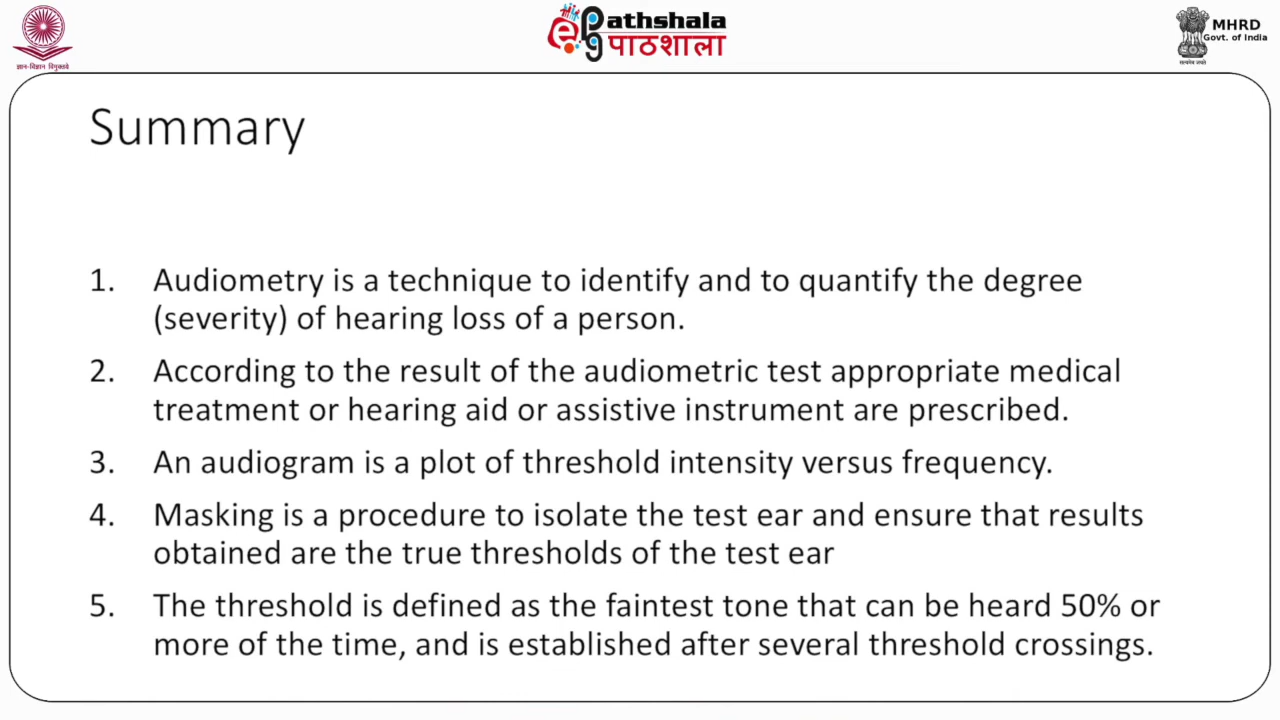 ज्ञान-विज्ञान विमुक्तये
ePathshala
पाठशाला
MHRD
Govt. of India
सत्यमेव जयते
Summary
1. Audiometry is a technique to identify and to quantify the degree
(severity) of hearing loss of a person.
2. According to the result of the audiometric test appropriate medical
treatment or hearing aid or assistive instrument are prescribed.
3. An audiogram is a plot of threshold intensity versus frequency.
4. Masking is a procedure to isolate the test ear and ensure that results
obtained are the true thresholds of the test ear
5. The threshold is defined as the faintest tone that can be heard 50% or
more of the time, and is established after several threshold crossings.